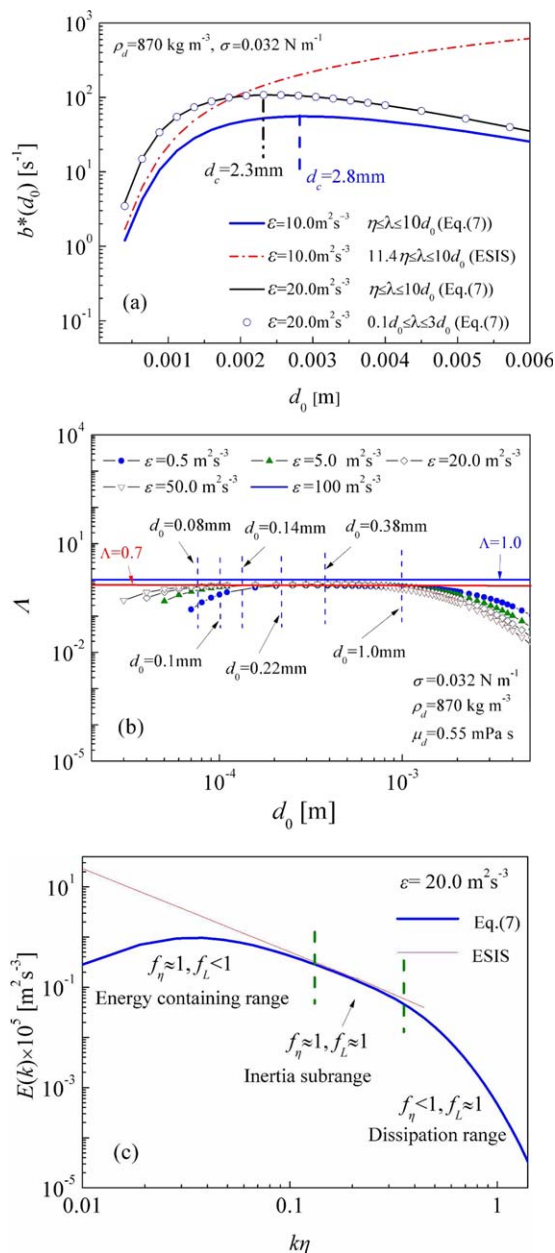 10³
10²
10¹
10⁰
10⁻¹
b*(d₀) [s⁻¹]
ρd=870 kg m⁻³, σ=0.032 N m⁻¹
dc=2.3mm
dc=2.8mm
ε=10.0m²s⁻³ η≤λ≤10d₀ (Eq.(7))
ε=10.0m²s⁻³ 11.4η≤λ≤10d₀ (ESIS)
ε=20.0m²s⁻³ η≤λ≤10d₀ (Eq.(7))
ε=20.0m²s⁻³ 0.1d₀≤λ≤3d₀ (Eq.(7))
(a)
0.001 0.002 0.003 0.004 0.005 0.006
d₀ [m]
10⁴
10¹
10⁻²
10⁻⁵
Λ
ε=0.5 m²s⁻³ ε=5.0 m²s⁻³ ε=20.0 m²s⁻³
ε=50.0 m²s⁻³ ε=100 m²s⁻³
d₀=0.08mm
d₀=0.14mm
d₀=0.38mm
Λ=0.7
Λ=1.0
d₀=0.1mm
d₀=0.22mm
d₀=1.0mm
σ=0.032 N m⁻¹
ρd=870 kg m⁻³
μd=0.55 mPa s
(b)
10⁻⁴ 10⁻³
d₀ [m]
10¹
10⁻¹
10⁻³
10⁻⁵
E(k)×10⁵ [m²s⁻³]
ε= 20.0 m²s⁻³
Eq.(7)
ESIS
fη≈1, fL<1
Energy containing range
fη≈1, fL≈1
Inertia subrange
fη<1, fL≈1
Dissipation range
(c)
0.01 0.1 1
kη